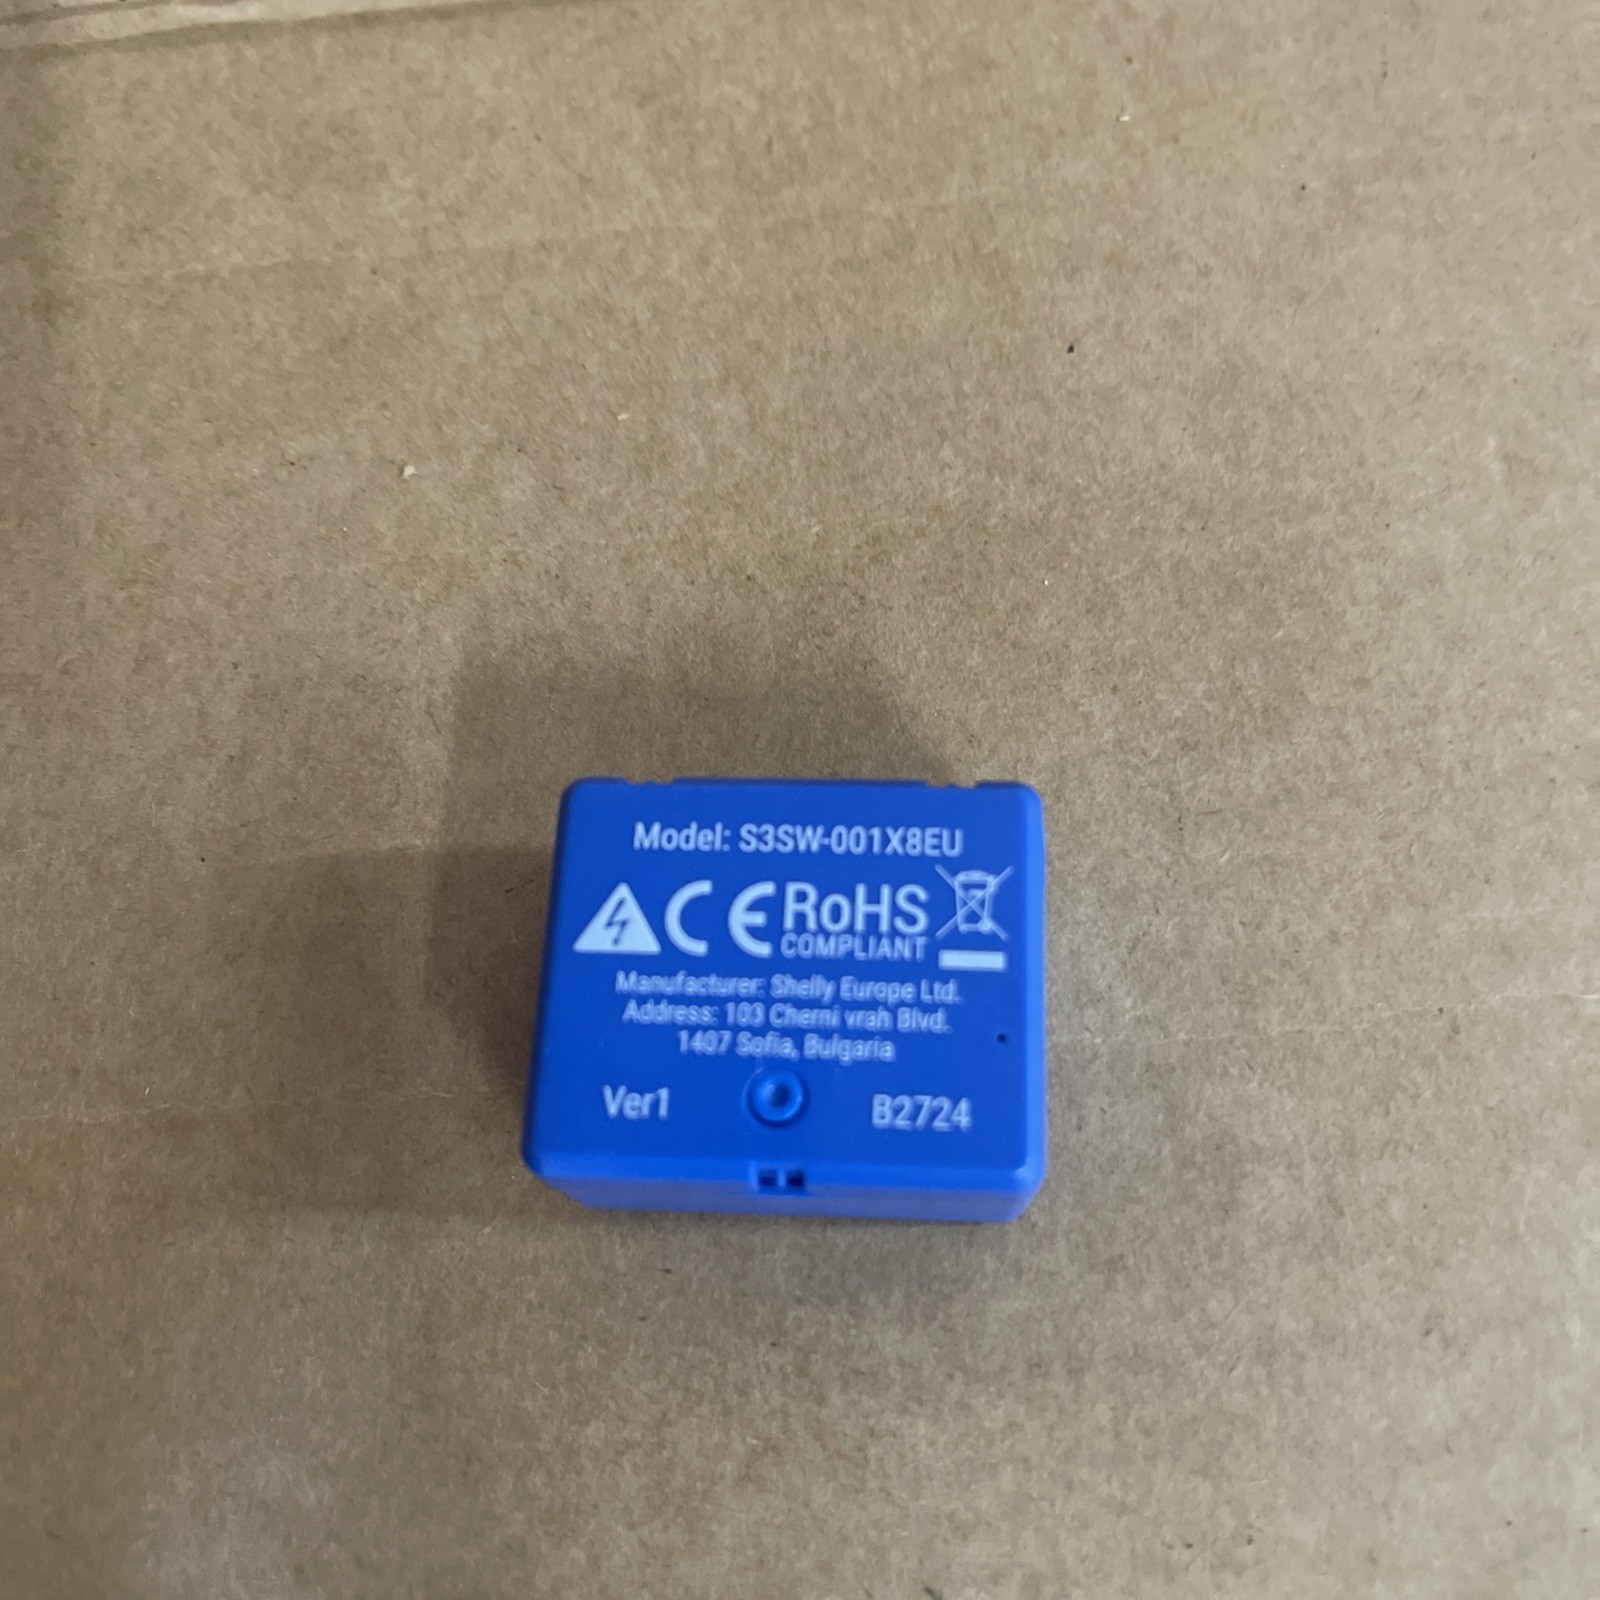 Model: S3SW-001X8EU
CE RoHS
COMPLIANT
Manufacturer: Shelly Europe Ltd.
Address: 103 Cherni vrah Blvd.
1407 Sofia, Bulgaria
Ver1 B2724